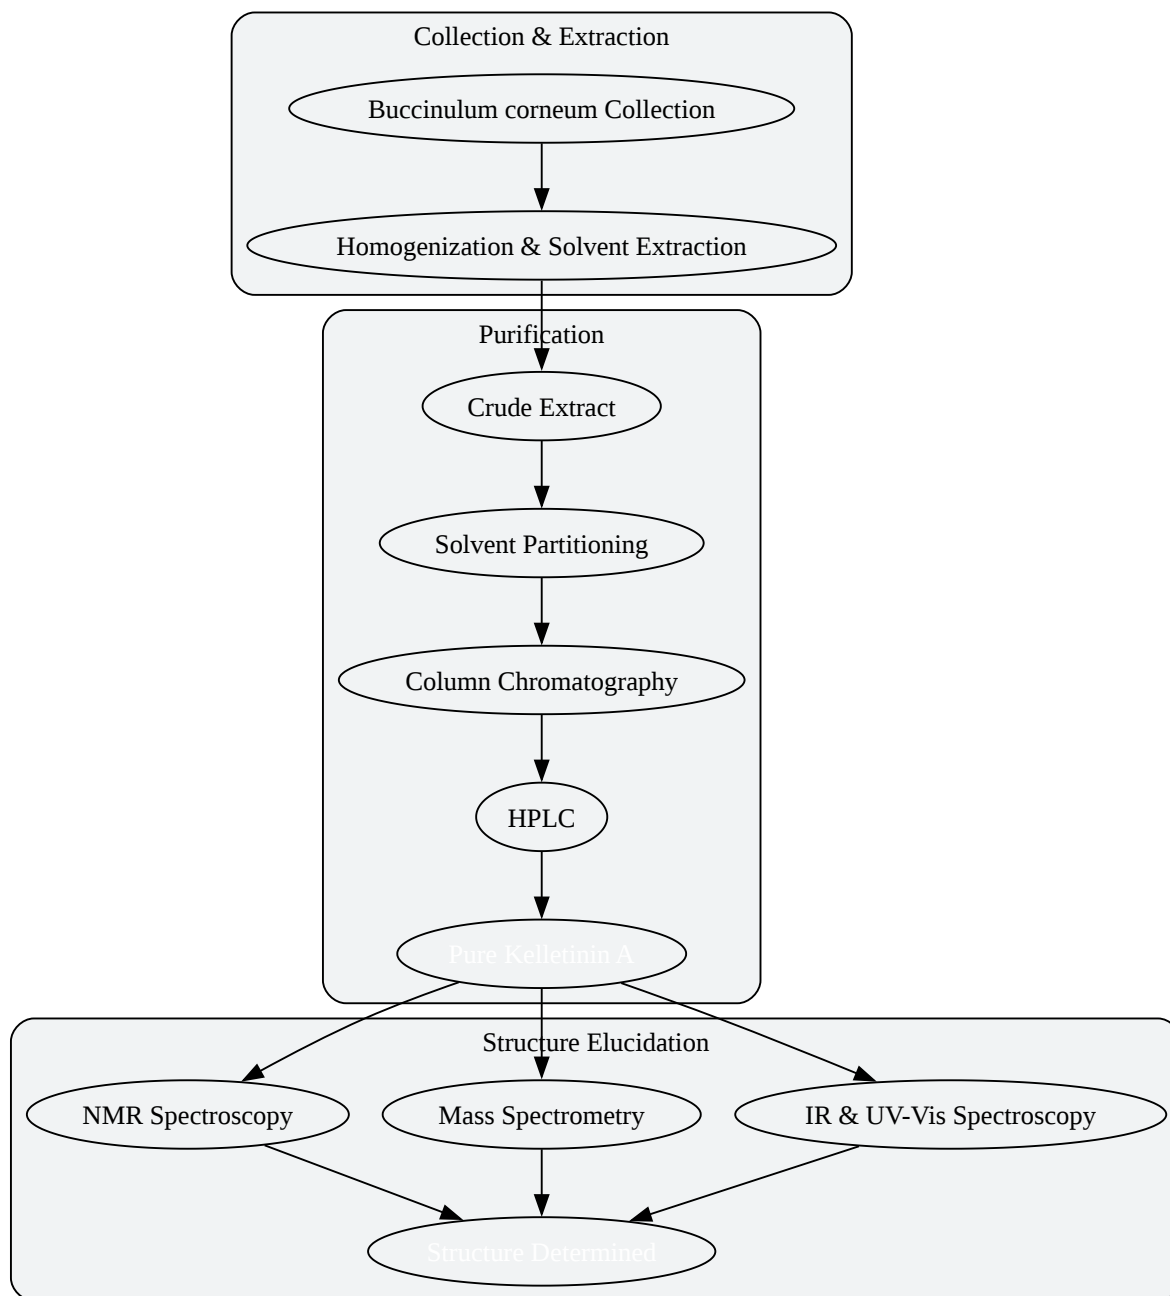 Collection & Extraction
Buccinulum corneum Collection
Homogenization & Solvent Extraction
Purification
Crude Extract
Solvent Partitioning
Column Chromatography
HPLC
Pure Kelletinin A
Structure Elucidation
NMR Spectroscopy
Mass Spectrometry
IR & UV-Vis Spectroscopy
Structure Determined